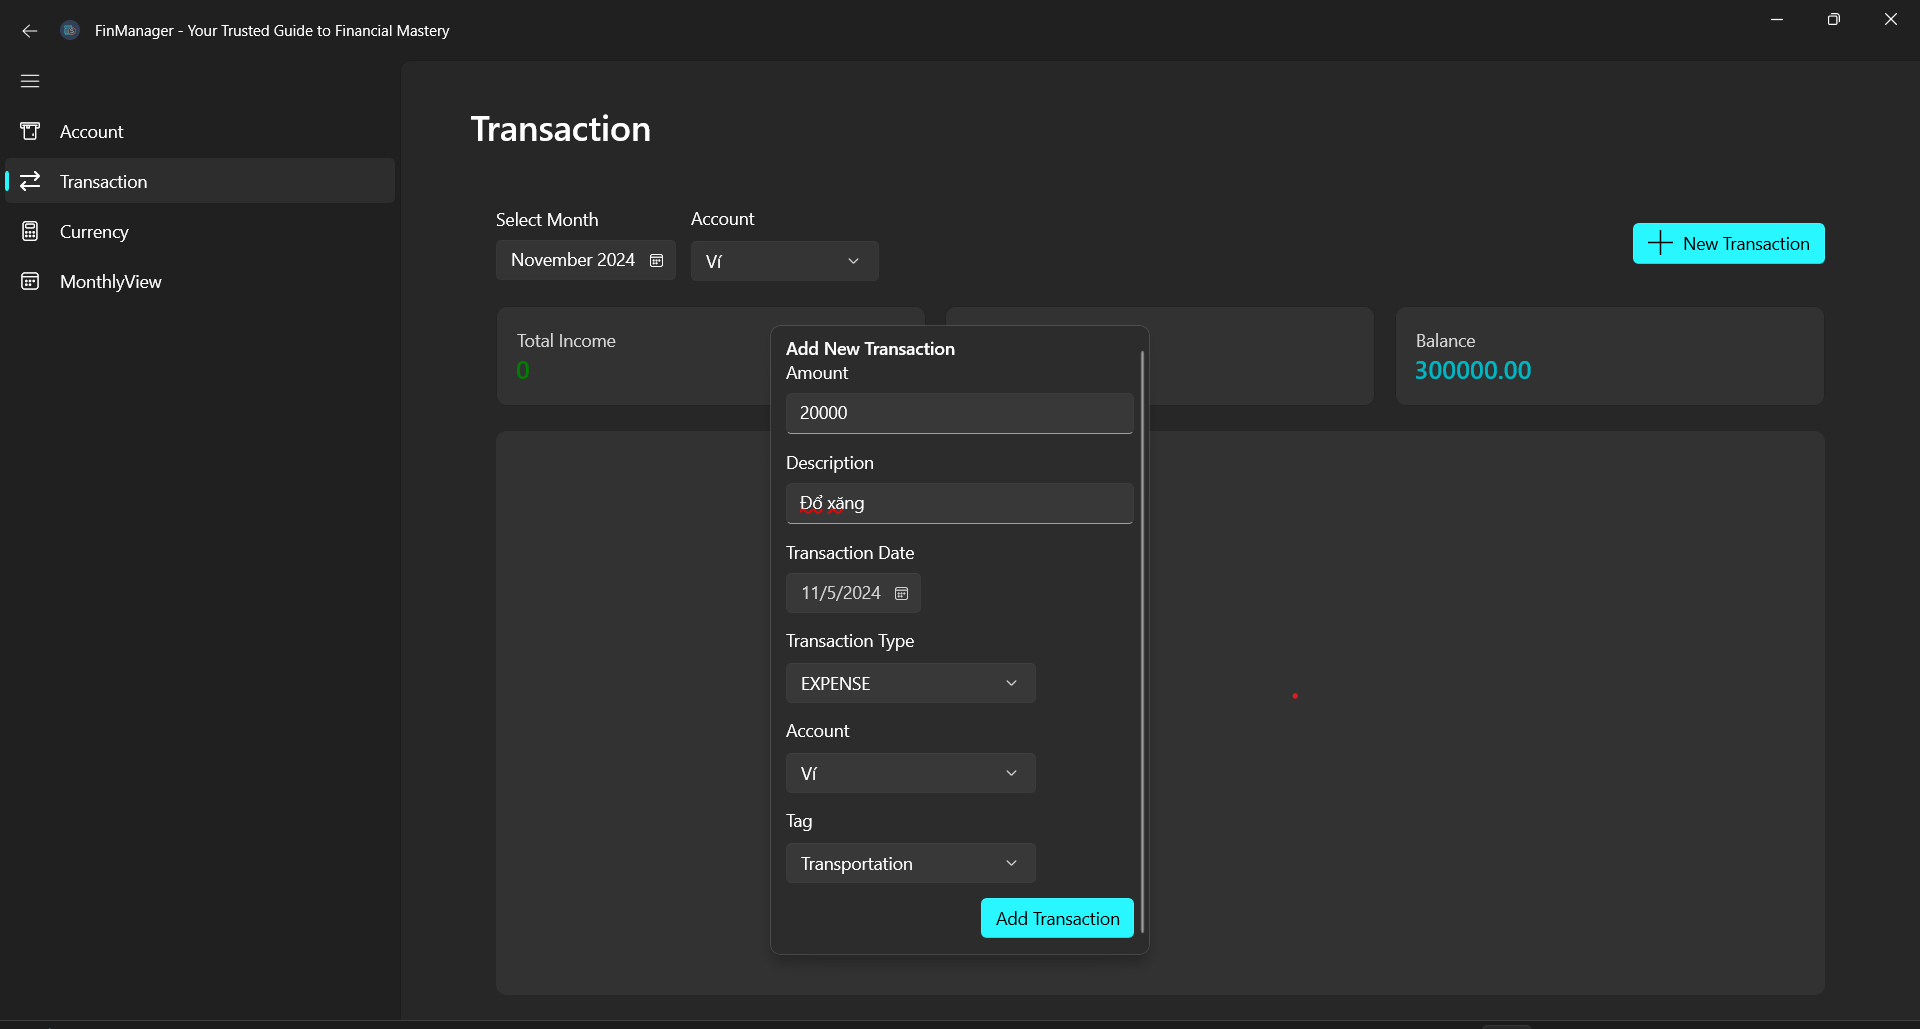 FinManager - Your Trusted Guide to Financial Mastery
Account
Transaction
Currency
MonthlyView
Transaction
Select Month
Account
November 2024
Ví
New Transaction
Total Income
0
Balance
300000.00
Add New Transaction
Amount
20000
Description
Đổ xăng
Transaction Date
11/5/2024
Transaction Type
EXPENSE
Account
Ví
Tag
Transportation
Add Transaction